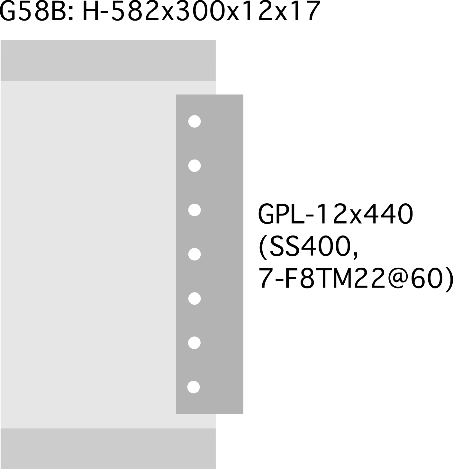 G58B: H-582x300x12x17
GPL-12x440
(SS400,
7-F8TM22@60)